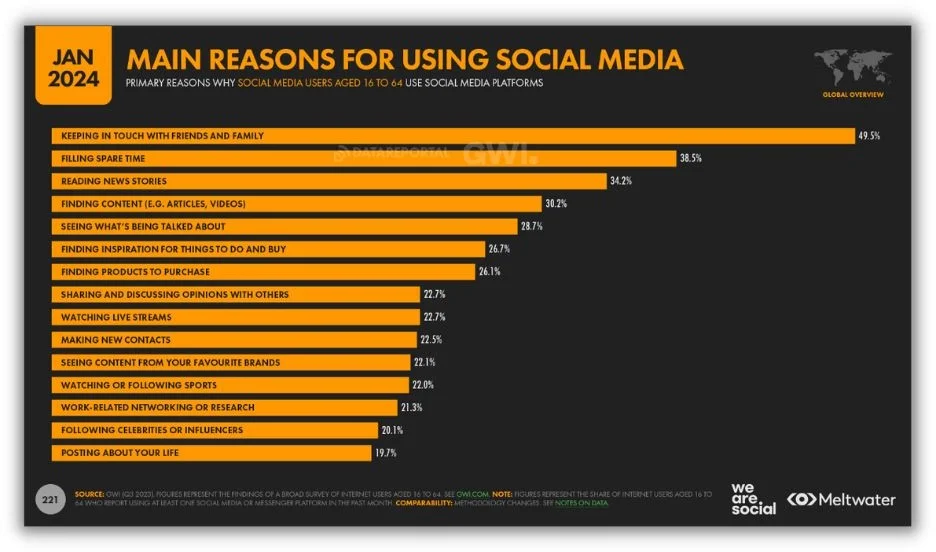 JAN
2024
MAIN REASONS FOR USING SOCIAL MEDIA
PRIMARY REASONS WHY SOCIAL MEDIA USERS AGED 16 TO 64 USE SOCIAL MEDIA PLATFORMS
GLOBAL OVERVIEW
KEEPING IN TOUCH WITH FRIENDS AND FAMILY 49.5%
DATAREPORTAL GWI.
FILLING SPARE TIME 38.5%
READING NEWS STORIES 34.2%
FINDING CONTENT (E.G. ARTICLES, VIDEOS) 30.2%
SEEING WHAT'S BEING TALKED ABOUT 28.7%
FINDING INSPIRATION FOR THINGS TO DO AND BUY 26.7%
FINDING PRODUCTS TO PURCHASE 26.1%
SHARING AND DISCUSSING OPINIONS WITH OTHERS 22.7%
WATCHING LIVE STREAMS 22.7%
MAKING NEW CONTACTS 22.5%
SEEING CONTENT FROM YOUR FAVOURITE BRANDS 22.1%
WATCHING OR FOLLOWING SPORTS 22.0%
WORK-RELATED NETWORKING OR RESEARCH 21.3%
FOLLOWING CELEBRITIES OR INFLUENCERS 20.1%
POSTING ABOUT YOUR LIFE 19.7%
221
SOURCE: GWI (Q3 2023). FIGURES REPRESENT THE FINDINGS OF A BROAD SURVEY OF INTERNET USERS AGED 16 TO 64. SEE GWI.COM. NOTE: FIGURES REPRESENT THE SHARE OF INTERNET USERS AGED 16 TO
64 WHO REPORT USING AT LEAST ONE SOCIAL MEDIA OR MESSENGER PLATFORM IN THE PAST MONTH. COMPARABILITY: METHODOLOGY CHANGES. SEE NOTES ON DATA.
we
are
social
Meltwater